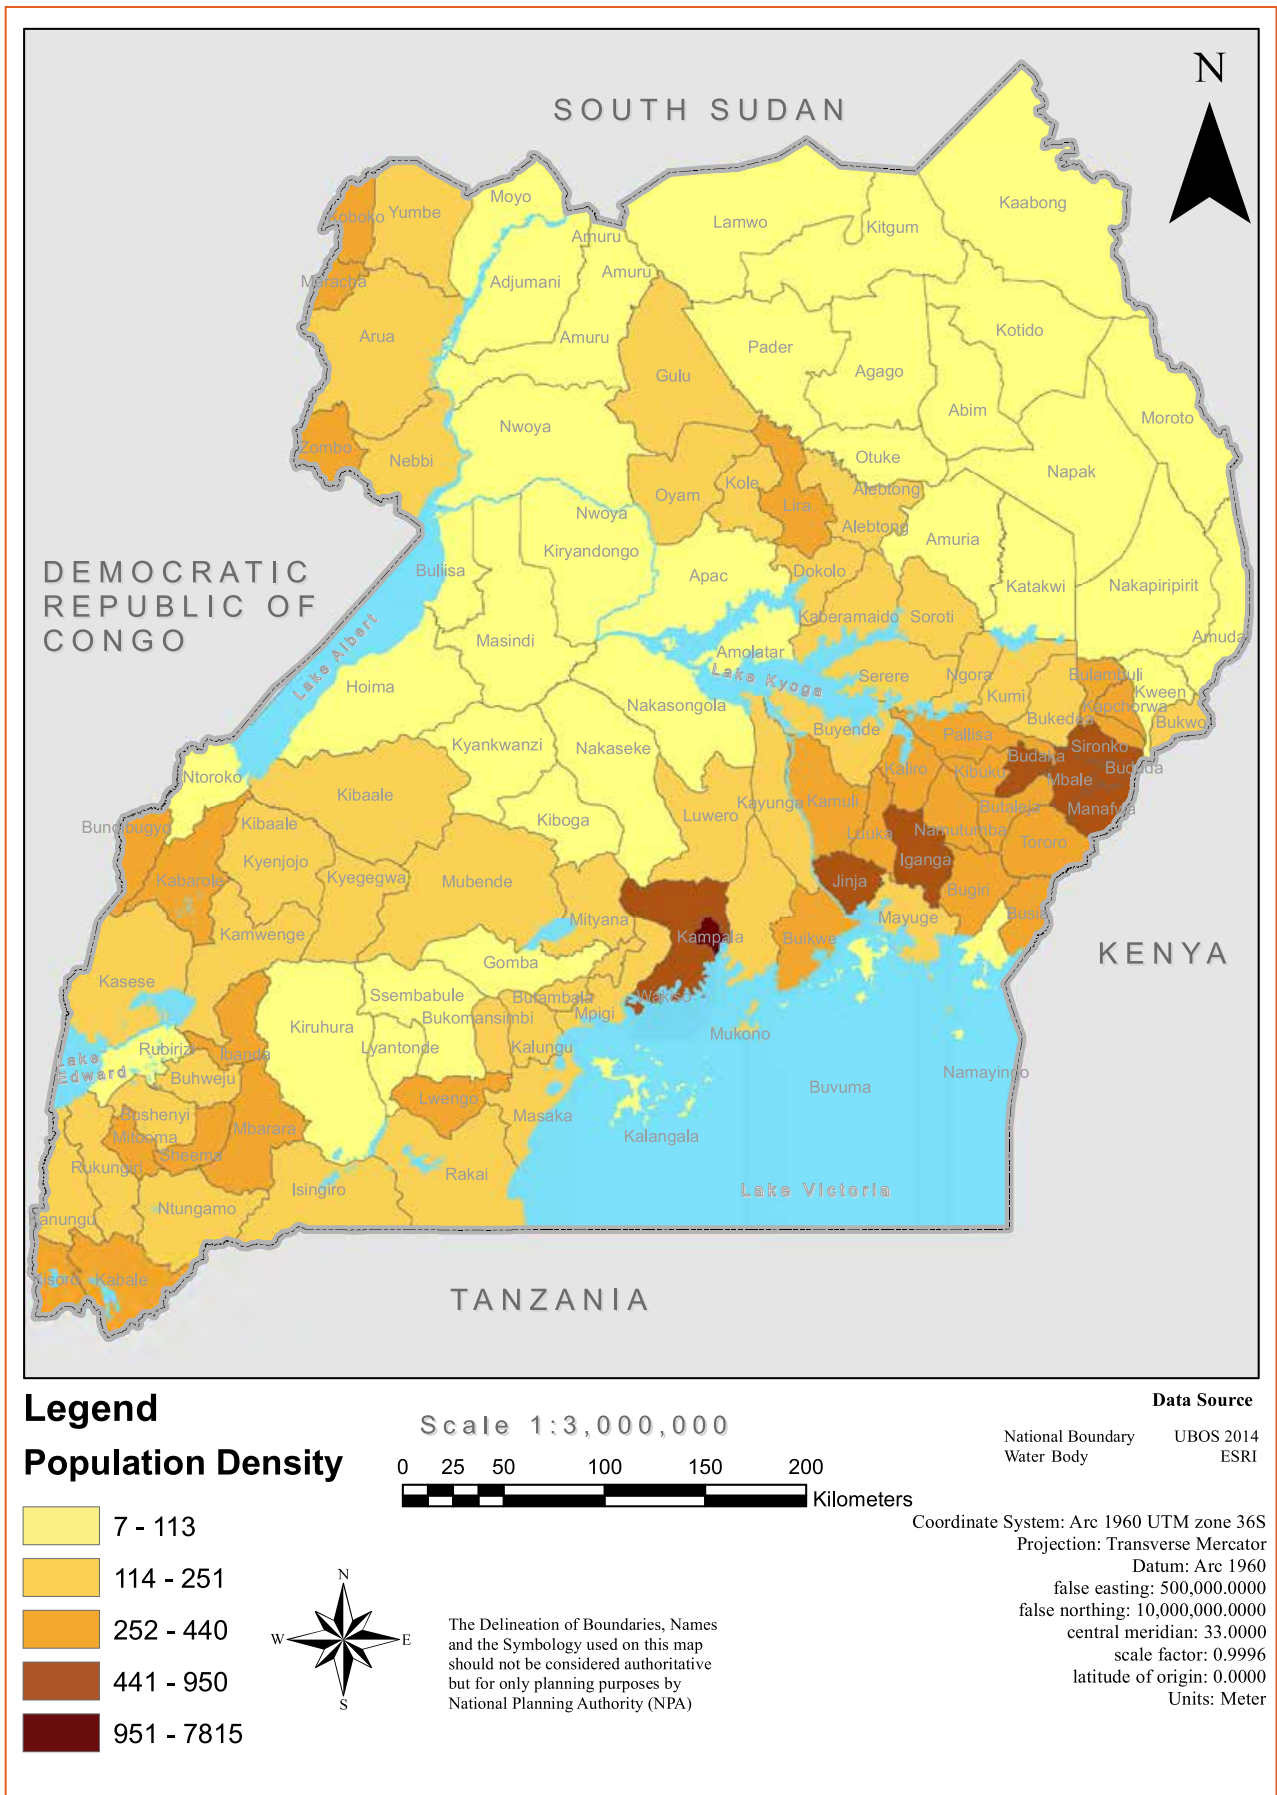 N
SOUTH SUDAN
Moyo
Kaabong
Koboko
Yumbe
Lamwo
Kitgum
Amuru
Amuru
Maracha
Adjumani
Arua
Amuru
Kotido
Pader
Agago
Gulu
Abim
Moroto
Nwoya
Zombo
Nebbi
Otuke
Napak
Kole
Oyam
Alebtong
Lira
Nwoya
Alebtong
Amuria
Kiryandongo
DEMOCRATIC
REPUBLIC OF
CONGO
Buliisa
Apac
Dokolo
Katakwi
Nakapiripirit
Kaberamaido
Soroti
Amudat
Masindi
Lake Albert
Amolatar
Lake Kyoga
Serere
Ngora
Bulambuli
Hoima
Kumi
Kween
Nakasongola
Kapchorwa
Bukedea
Bukwo
Buyende
Pallisa
Kyankwanzi
Nakaseke
Sironko
Budaka
Ntoroko
Kaliro
Kibuku
Mbale
Bududa
Kibaale
Kayunga
Kamuli
Butaleja
Manafwa
Bundibugyo
Kibaale
Kiboga
Luwero
Luuka
Namutumba
Tororo
Kyenjojo
Iganga
Kabarole
Kyegegwa
Mubende
Jinja
Bugiri
Mityana
Mayuge
Busia
Kamwenge
Kampala
Buikwe
KENYA
Gomba
Kasese
Ssembabule
Butambala
Wakiso
Mpigi
Bukomansimbi
Kiruhura
Mukono
Rubirizi
Ibanda
Lyantonde
Kalungu
Lake
Edward
Buhweju
Buvuma
Namayingo
Lwengo
Bushenyi
Masaka
Mitooma
Mbarara
Sheema
Kalangala
Rukungiri
Rakai
Isingiro
Lake Victoria
Ntungamo
Kanungu
Kisoro
Kabale
TANZANIA
Legend
Population Density
7 - 113
114 - 251
252 - 440
441 - 950
951 - 7815
Scale 1:3,000,000
0 25 50 100 150 200
Kilometers
N
W E
S
The Delineation of Boundaries, Names
and the Symbology used on this map
should not be considered authoritative
but for only planning purposes by
National Planning Authority (NPA)
Data Source
National Boundary UBOS 2014
Water Body ESRI
Coordinate System: Arc 1960 UTM zone 36S
Projection: Transverse Mercator
Datum: Arc 1960
false easting: 500,000.0000
false northing: 10,000,000.0000
central meridian: 33.0000
scale factor: 0.9996
latitude of origin: 0.0000
Units: Meter